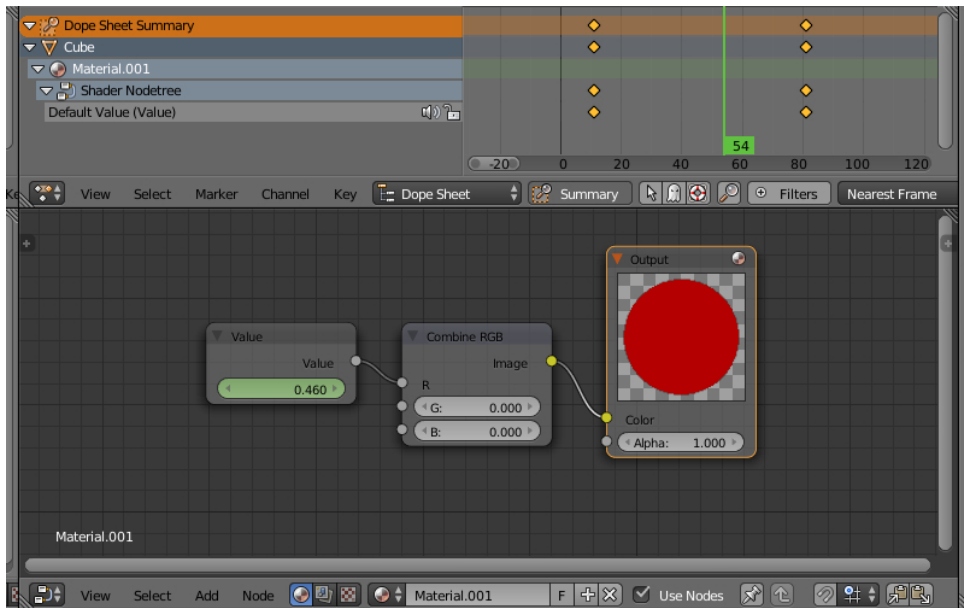 Dope Sheet Summary
Cube
Material.001
Shader Nodetree
Default Value (Value)
54
-20 0 20 40 60 80 100 120
View Select Marker Channel Key Dope Sheet Summary Filters Nearest Frame
Output
Value
Value
0.460
Combine RGB
Image
R
G: 0.000
B: 0.000
Color
Alpha: 1.000
Material.001
View Select Add Node Material.001 F Use Nodes